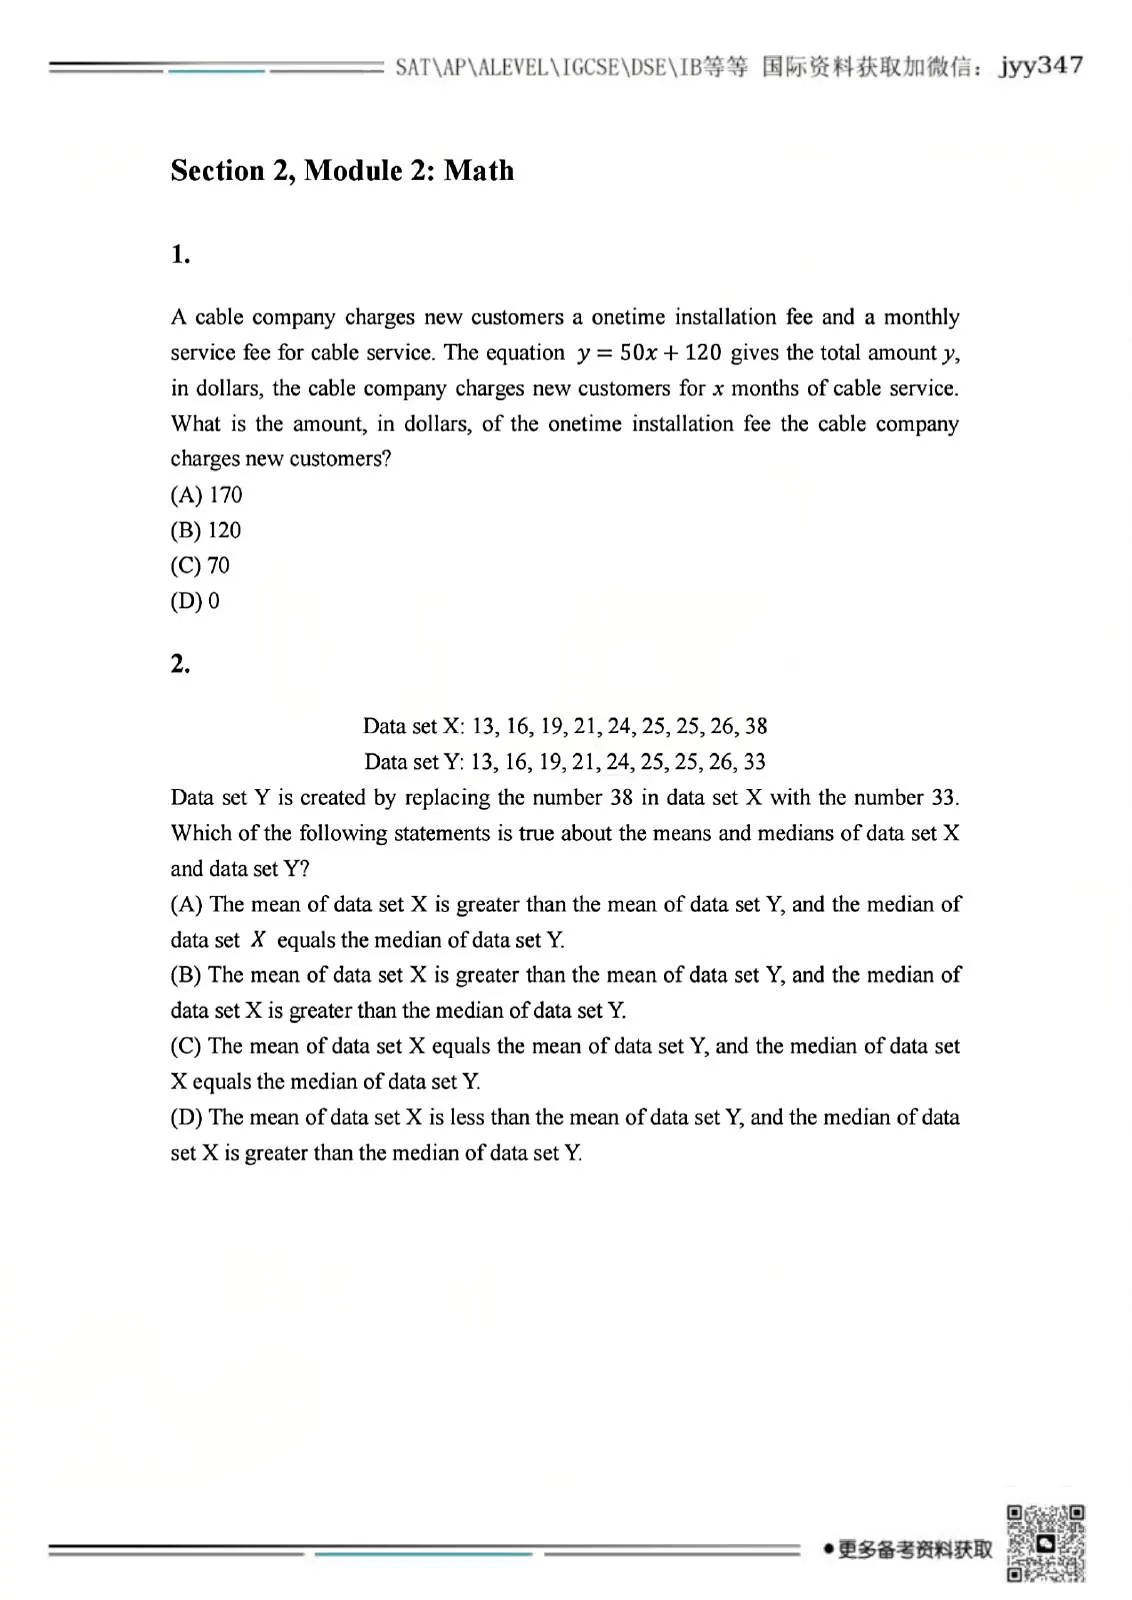 SAT\AP\ALEVEL\IGCSE\DSE\IB等等 国际资料获取加微信： jyy347
Section 2, Module 2: Math
1.
A cable company charges new customers a onetime installation fee and a monthly
service fee for cable service. The equation y = 50x + 120 gives the total amount y,
in dollars, the cable company charges new customers for x months of cable service.
What is the amount, in dollars, of the onetime installation fee the cable company
charges new customers?
(A) 170
(B) 120
(C) 70
(D) 0
2.
Data set X: 13, 16, 19, 21, 24, 25, 25, 26, 38
Data set Y: 13, 16, 19, 21, 24, 25, 25, 26, 33
Data set Y is created by replacing the number 38 in data set X with the number 33.
Which of the following statements is true about the means and medians of data set X
and data set Y?
(A) The mean of data set X is greater than the mean of data set Y, and the median of
data set X equals the median of data set Y.
(B) The mean of data set X is greater than the mean of data set Y, and the median of
data set X is greater than the median of data set Y.
(C) The mean of data set X equals the mean of data set Y, and the median of data set
X equals the median of data set Y.
(D) The mean of data set X is less than the mean of data set Y, and the median of data
set X is greater than the median of data set Y.
●更多备考资料获取